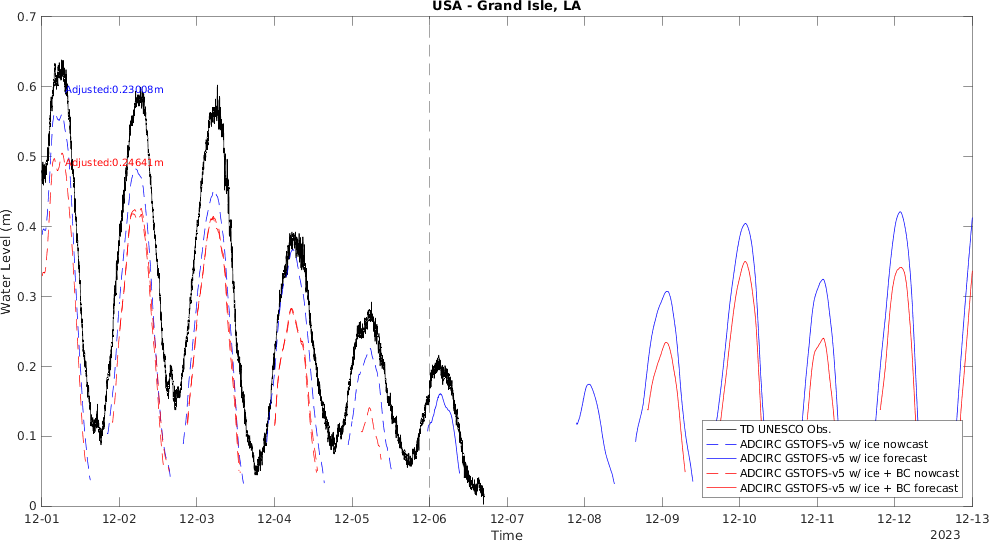 USA - Grand Isle, LA
0.7
0.6
0.5
0.4
0.3
0.2
0.1
0
Water Level (m)
Adjusted:0.23008m
Adjusted:0.24641m
TD UNESCO Obs.
ADCIRC GSTOFS-v5 w/ ice nowcast
ADCIRC GSTOFS-v5 w/ ice forecast
ADCIRC GSTOFS-v5 w/ ice + BC nowcast
ADCIRC GSTOFS-v5 w/ ice + BC forecast
12-01 12-02 12-03 12-04 12-05 12-06 12-07 12-08 12-09 12-10 12-11 12-12 12-13
Time
2023